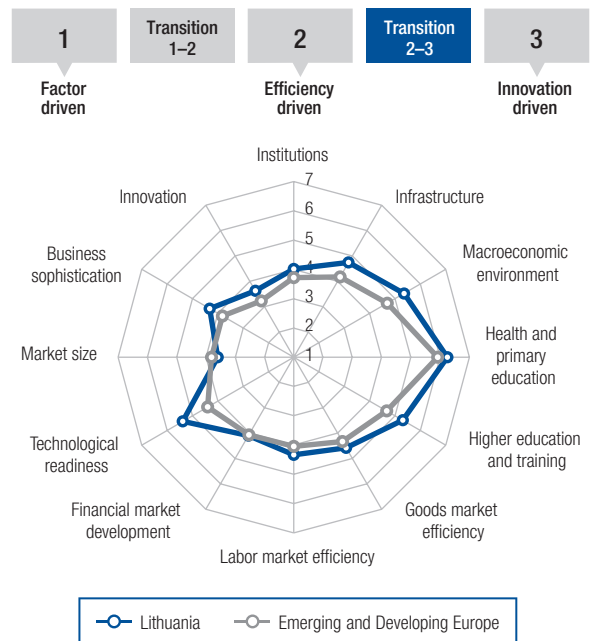 1
Transition
1–2
2
Transition
2–3
3
Factor
driven
Efficiency
driven
Innovation
driven
Institutions
Innovation
Infrastructure
Business
sophistication
Macroeconomic
environment
Market size
Health and
primary
education
Technological
readiness
Higher education
and training
Financial market
development
Goods market
efficiency
Labor market efficiency
7
6
5
4
3
2
1
Lithuania
Emerging and Developing Europe